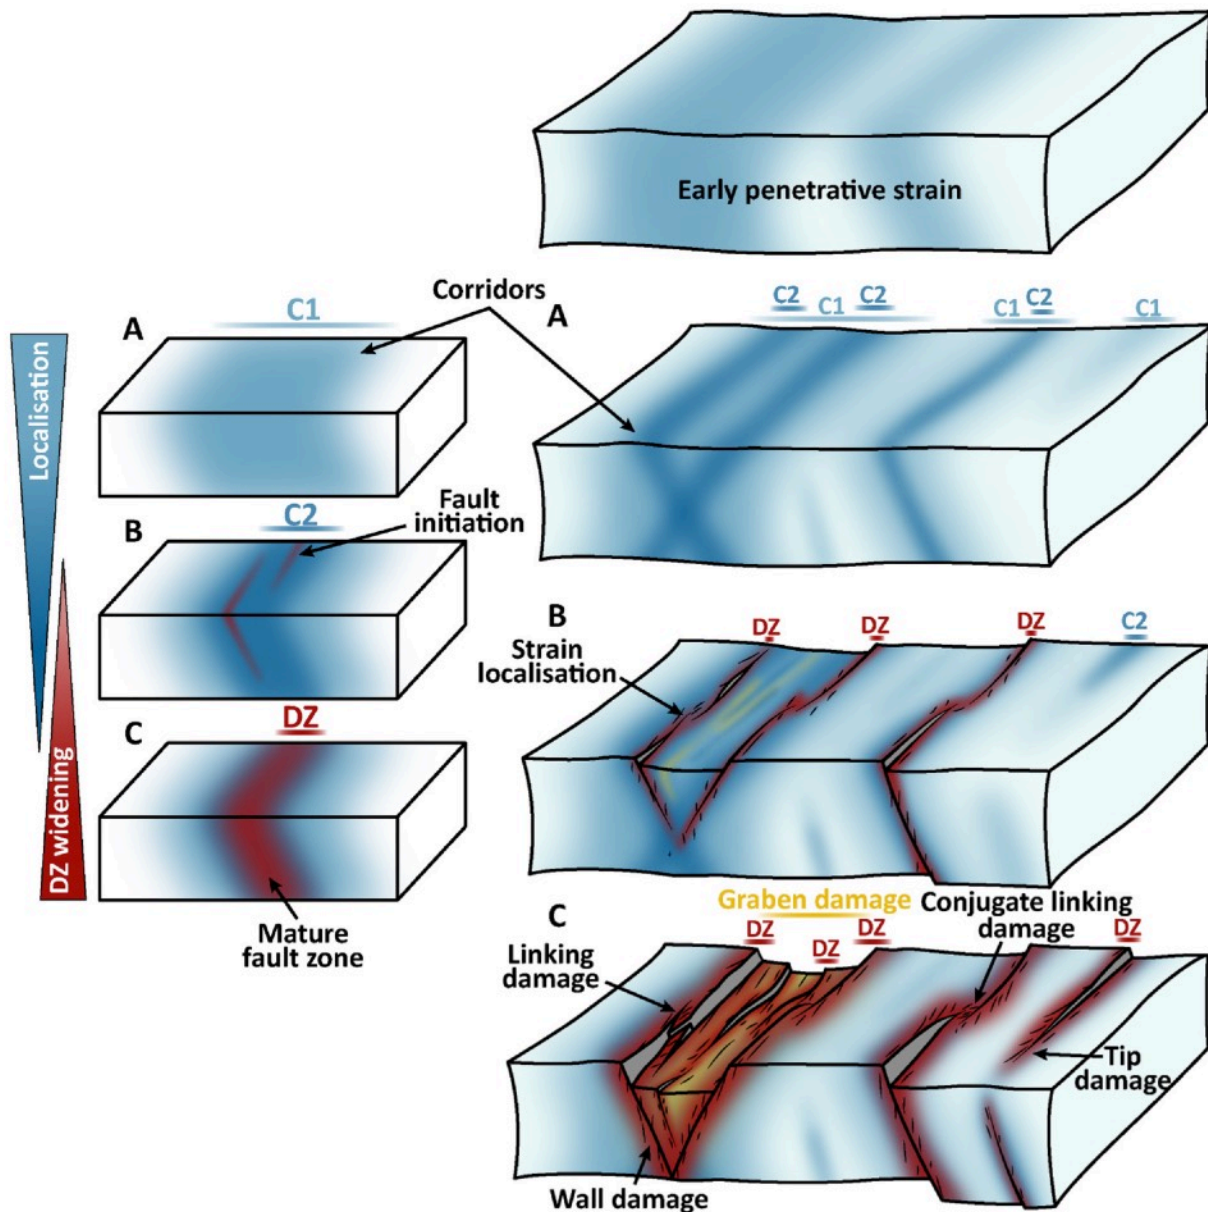 Early penetrative strain
Corridors
C1
A
Localisation
Fault
initiation
C2
B
DZ
C
DZ widening
Mature
fault zone
A
C2
C2
C1
C1
C2
C1
B
DZ
DZ
DZ
C2
Strain
localisation
C
Graben damage
DZ
DZ
DZ
Conjugate linking
damage
DZ
Linking
damage
Tip
damage
Wall damage